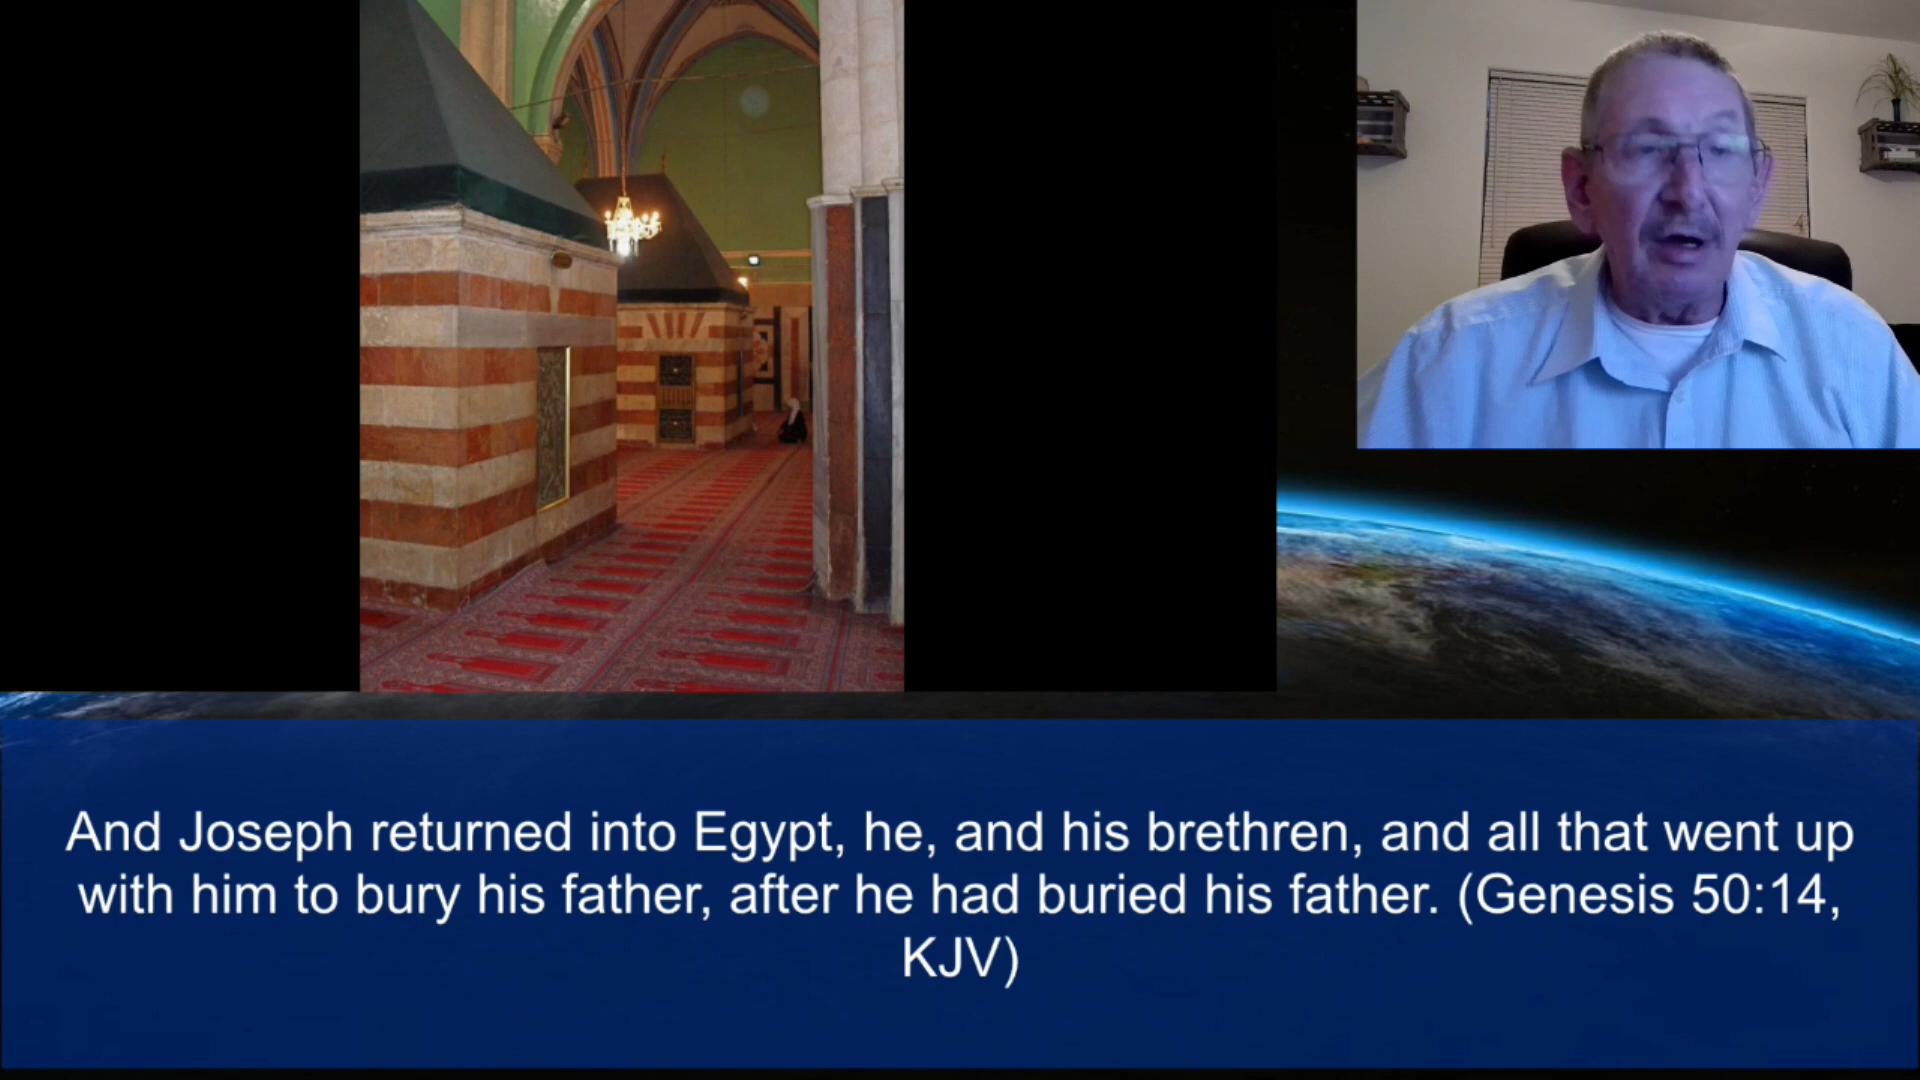 And Joseph returned into Egypt, he, and his brethren, and all that went up
with him to bury his father, after he had buried his father. (Genesis 50:14,
KJV)